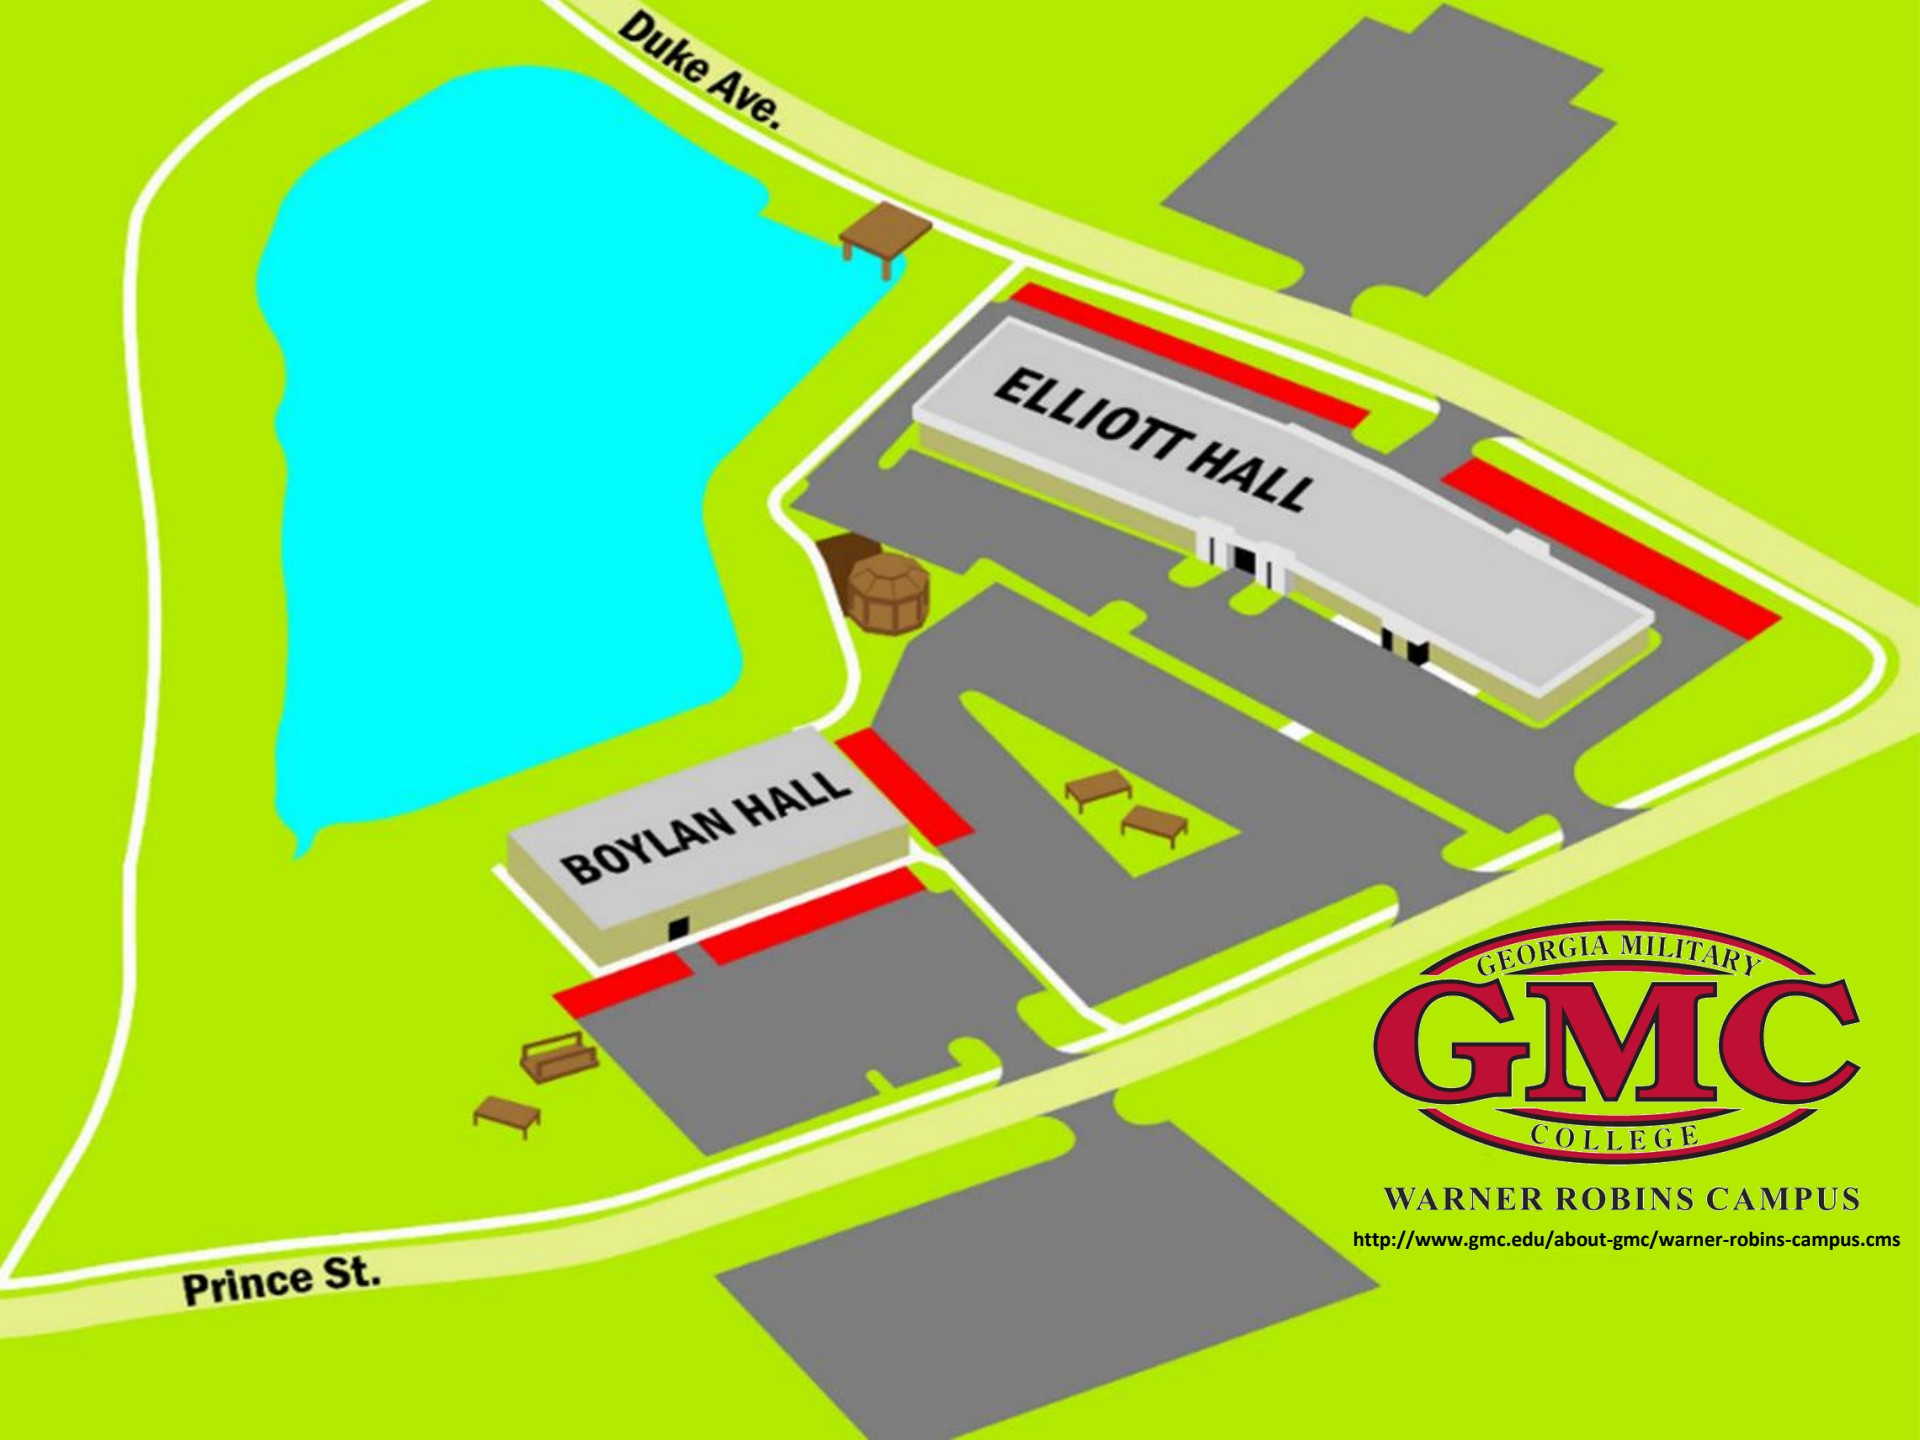 Duke Ave.
ELLIOTT HALL
BOYLAN HALL
GEORGIA MILITARY
GMC
COLLEGE
WARNER ROBINS CAMPUS
http://www.gmc.edu/about-gmc/warner-robins-campus.cms
Prince St.